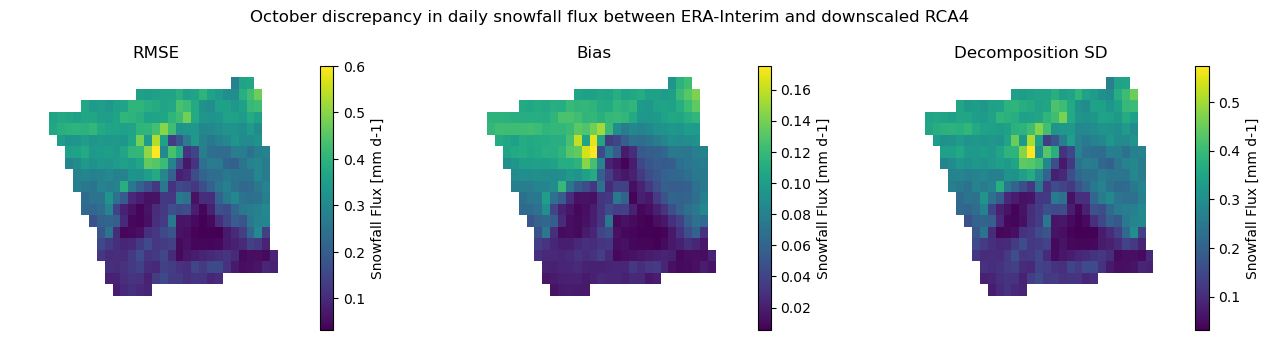 October discrepancy in daily snowfall flux between ERA-Interim and downscaled RCA4
RMSE
0.6
0.5
0.4
0.3
0.2
0.1
Snowfall Flux [mm d-1]
Bias
0.16
0.14
0.12
0.10
0.08
0.06
0.04
0.02
Snowfall Flux [mm d-1]
Decomposition SD
0.5
0.4
0.3
0.2
0.1
Snowfall Flux [mm d-1]